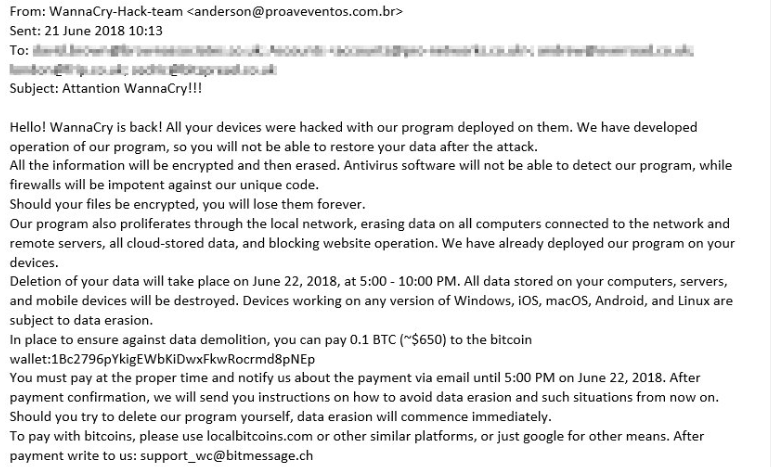 From: WannaCry-Hack-team <anderson@proaveventos.com.br>
Sent: 21 June 2018 10:13
To:
Subject: Attantion WannaCry!!!
Hello! WannaCry is back! All your devices were hacked with our program deployed on them. We have developed
operation of our program, so you will not be able to restore your data after the attack.
All the information will be encrypted and then erased. Antivirus software will not be able to detect our program, while
firewalls will be impotent against our unique code.
Should your files be encrypted, you will lose them forever.
Our program also proliferates through the local network, erasing data on all computers connected to the network and
remote servers, all cloud-stored data, and blocking website operation. We have already deployed our program on your
devices.
Deletion of your data will take place on June 22, 2018, at 5:00 - 10:00 PM. All data stored on your computers, servers,
and mobile devices will be destroyed. Devices working on any version of Windows, iOS, macOS, Android, and Linux are
subject to data erasion.
In place to ensure against data demolition, you can pay 0.1 BTC (~$650) to the bitcoin
wallet:1Bc2796pYkigEWbKiDwxFkwRocrmd8pNEp
You must pay at the proper time and notify us about the payment via email until 5:00 PM on June 22, 2018. After
payment confirmation, we will send you instructions on how to avoid data erasion and such situations from now on.
Should you try to delete our program yourself, data erasion will commence immediately.
To pay with bitcoins, please use localbitcoins.com or other similar platforms, or just google for other means. After
payment write to us: support_wc@bitmessage.ch